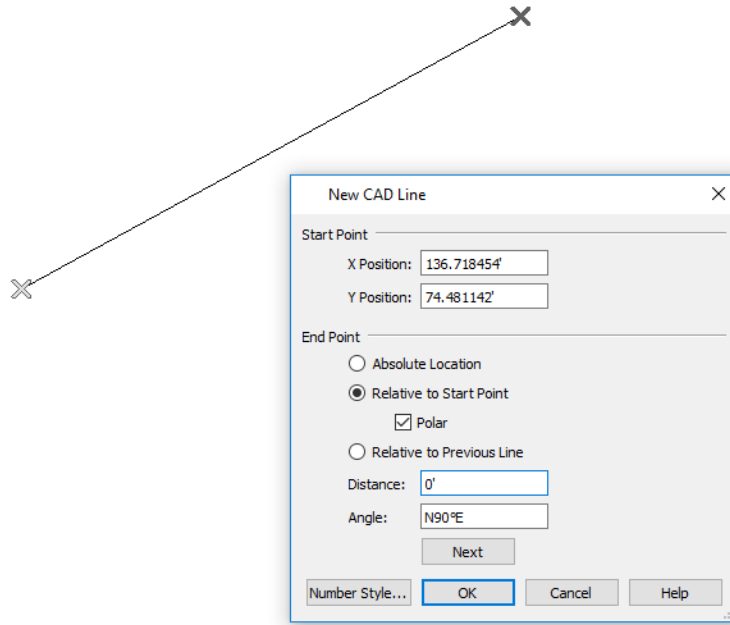 New CAD Line
Start Point
X Position: 136.718454'
Y Position: 74.481142'
End Point
Absolute Location
Relative to Start Point
Polar
Relative to Previous Line
Distance: 0'
Angle: N90°E
Next
Number Style... OK Cancel Help